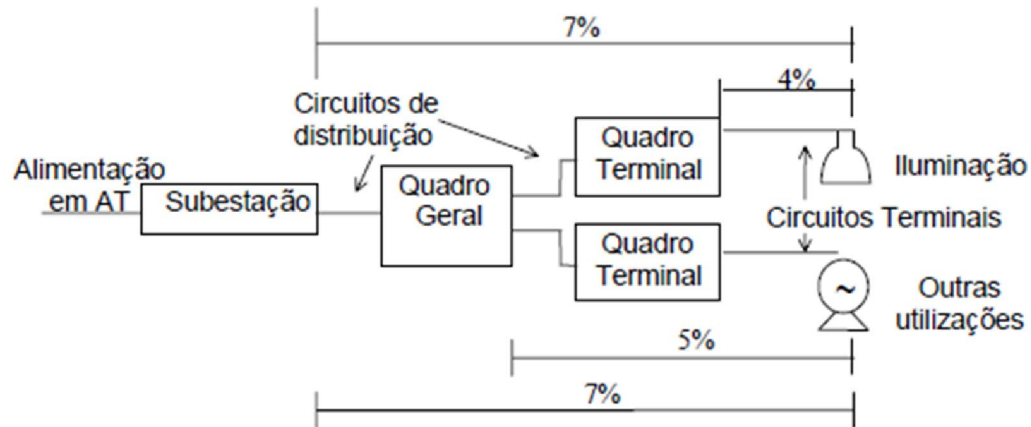 7%
4%
Circuitos de
distribuição
Quadro
Terminal
Alimentação
em AT
Subestação
Quadro
Geral
Iluminação
Circuitos Terminais
Quadro
Terminal
~
Outras
utilizações
5%
7%